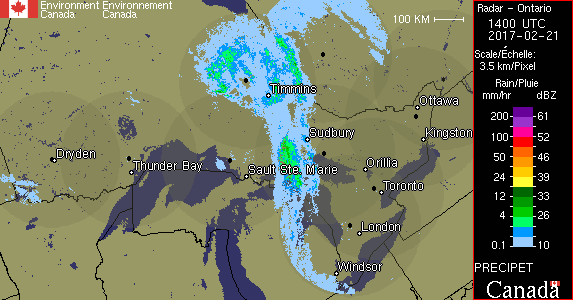 Environment Environnement
Canada Canada
100 KM
Timmins
Ottawa
Sudbury
Kingston
Dryden
Thunder Bay
Sault Ste. Marie
Orillia
Toronto
London
Windsor
Radar - Ontario
1400 UTC
2017-02-21
Scale/Échelle:
3.5 km/Pixel
Rain/Pluie
mm/hr dBZ
200 61
100 52
50 46
24 39
12 33
4 26
0.1 10
PRECIPET
Canada